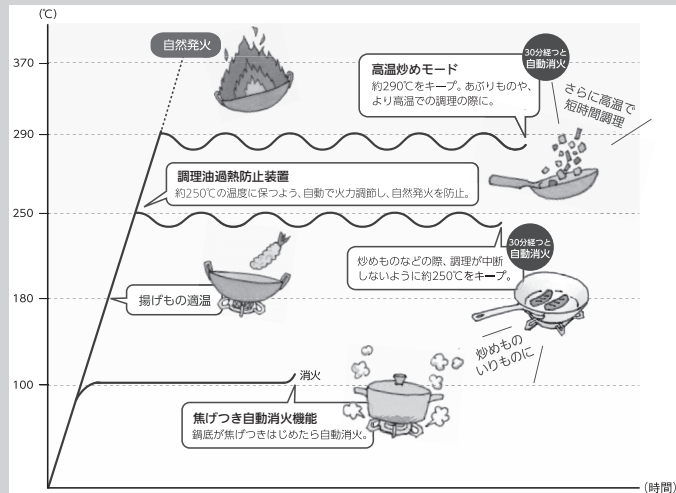 (℃)
自然発火
370
高温炒めモード
約290℃をキープ。あぶりものや、
より高温での調理の際に。
30分経つと
自動消火
さらに高温で
短時間調理
290
調理油過熱防止装置
約250℃の温度に保つよう、自動で火力調節し、自然発火を防止。
250
炒めものなどの際、調理が中断
しないように約250℃をキープ。
30分経つと
自動消火
揚げもの適温
180
炒めもの
いりものに
消火
100
焦げつき自動消火機能
鍋底が焦げつきはじめたら自動消火。
(時間)